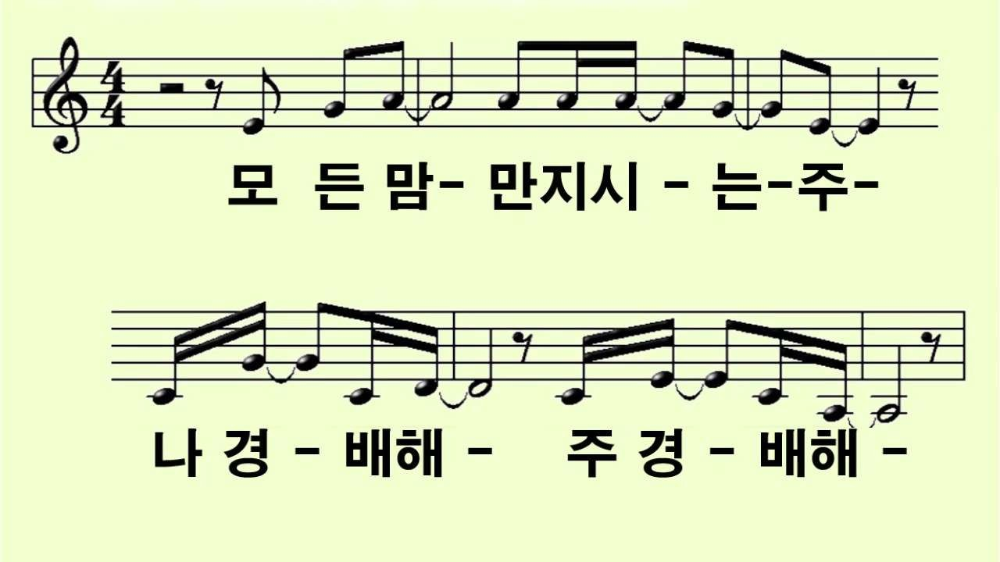 모 든 맘- 만지시 - 는-주-
나 경 - 배해 - 주 경 - 배해 -